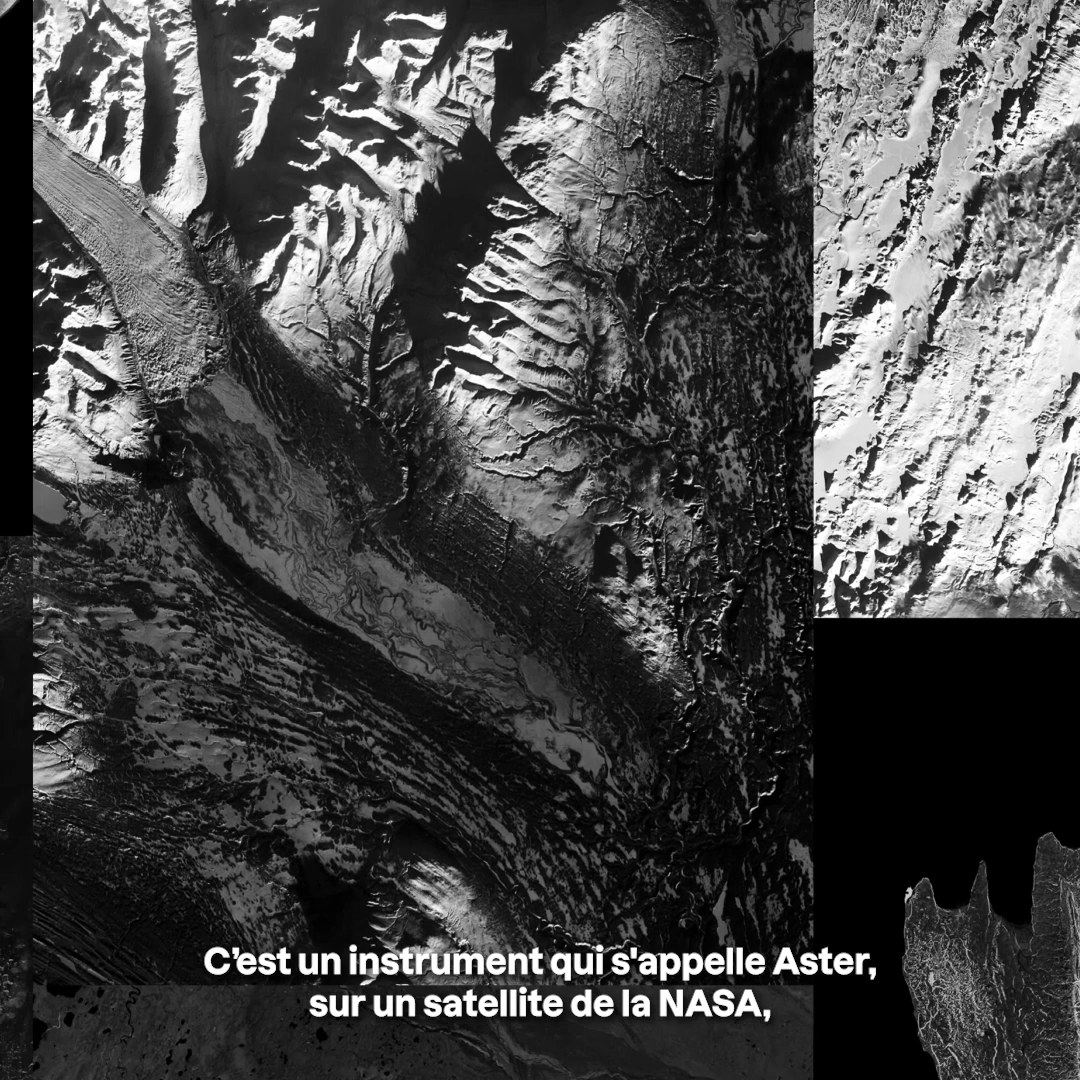 C’est un instrument qui s'appelle Aster,
sur un satellite de la NASA,